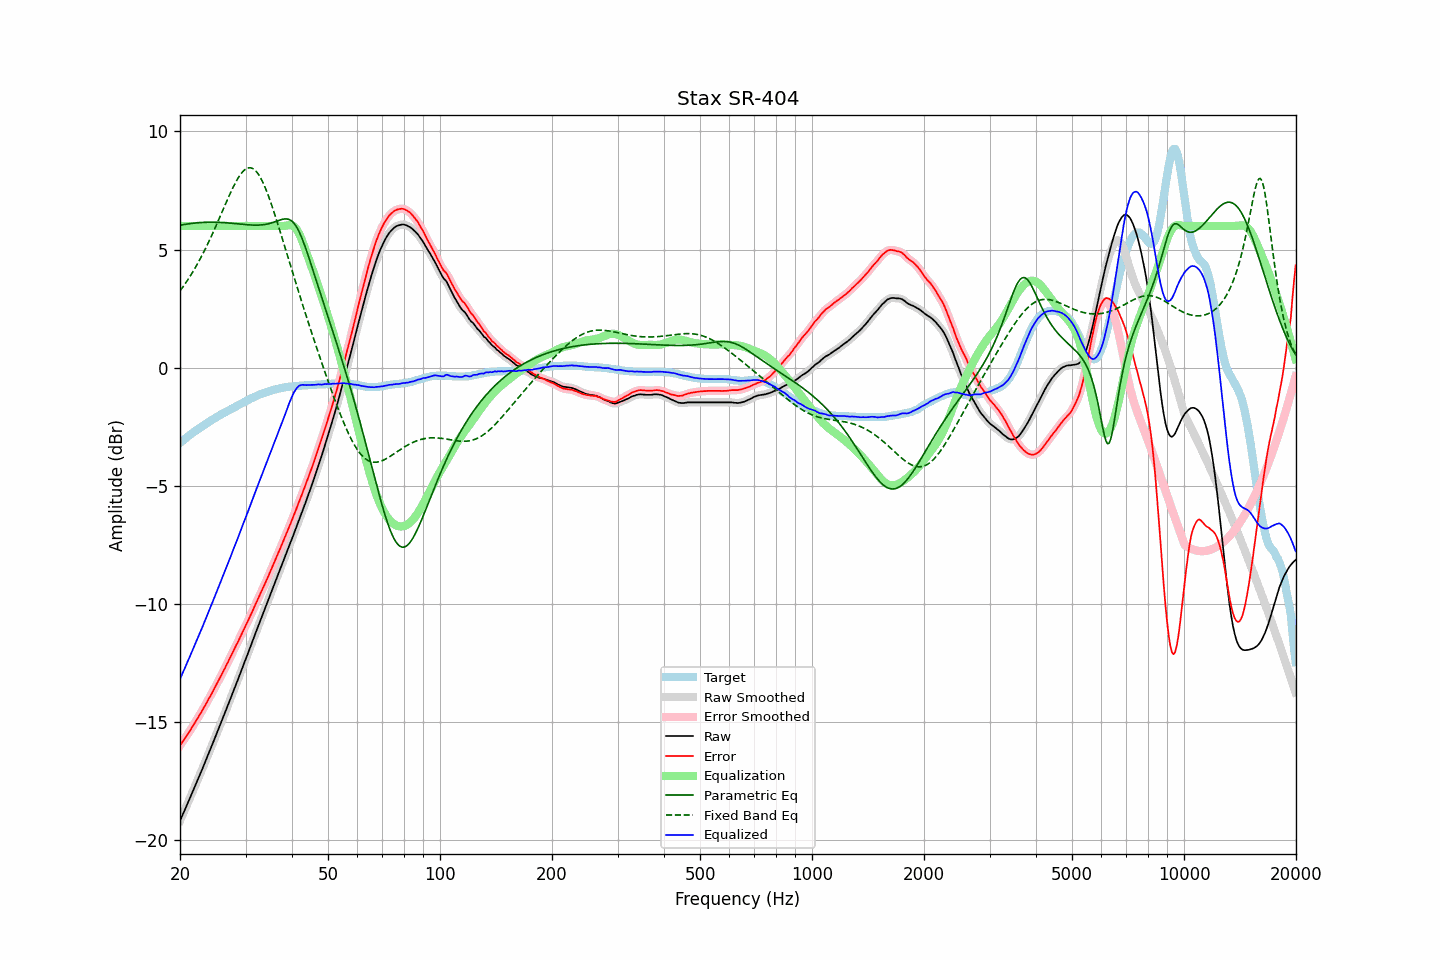 Stax SR-404
10
5
0
−5
−10
−15
−20
Amplitude (dBr)
20
50
100
200
500
1000
2000
5000
10000
20000
Frequency (Hz)
Target
Raw Smoothed
Error Smoothed
Raw
Error
Equalization
Parametric Eq
Fixed Band Eq
Equalized